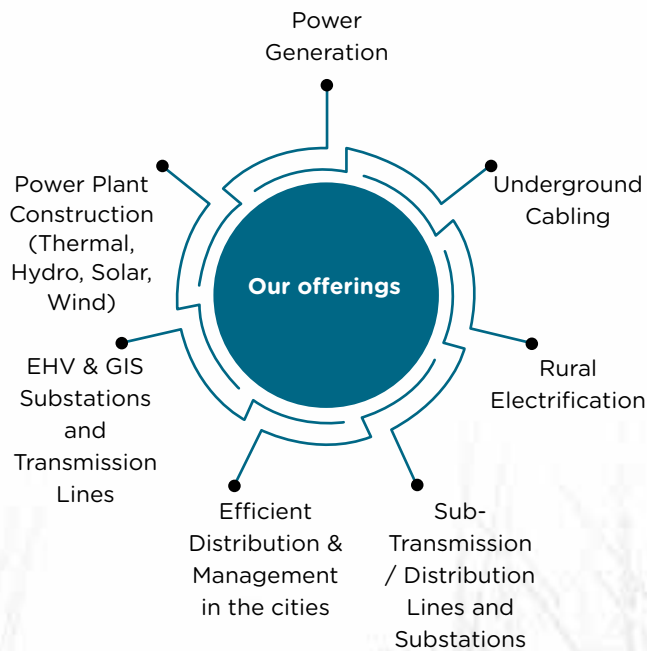 Power
Generation
Underground
Cabling
Rural
Electrification
Sub-
Transmission
/ Distribution
Lines and
Substations
Efficient
Distribution &
Management
in the cities
EHV & GIS
Substations
and
Transmission
Lines
Power Plant
Construction
(Thermal,
Hydro, Solar,
Wind)
Our offerings